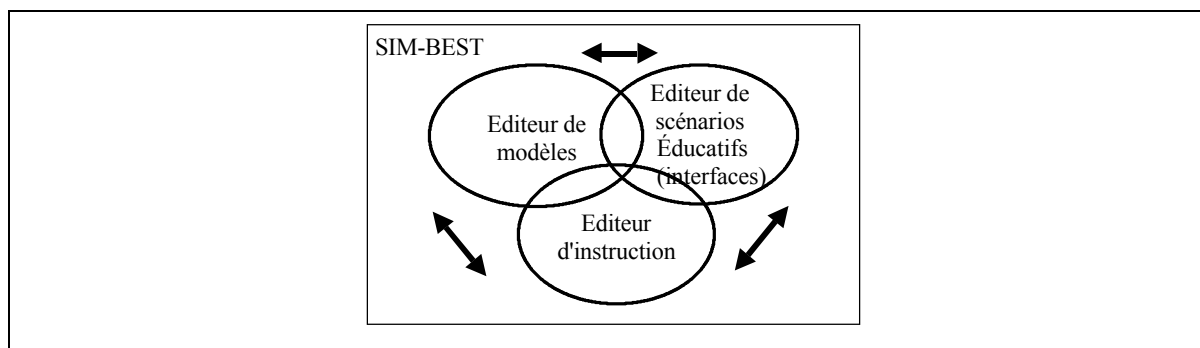 SIM-BEST
Editeur de
modèles
Editeur de
scénarios
Éducatifs
(interfaces)
Editeur
d'instruction